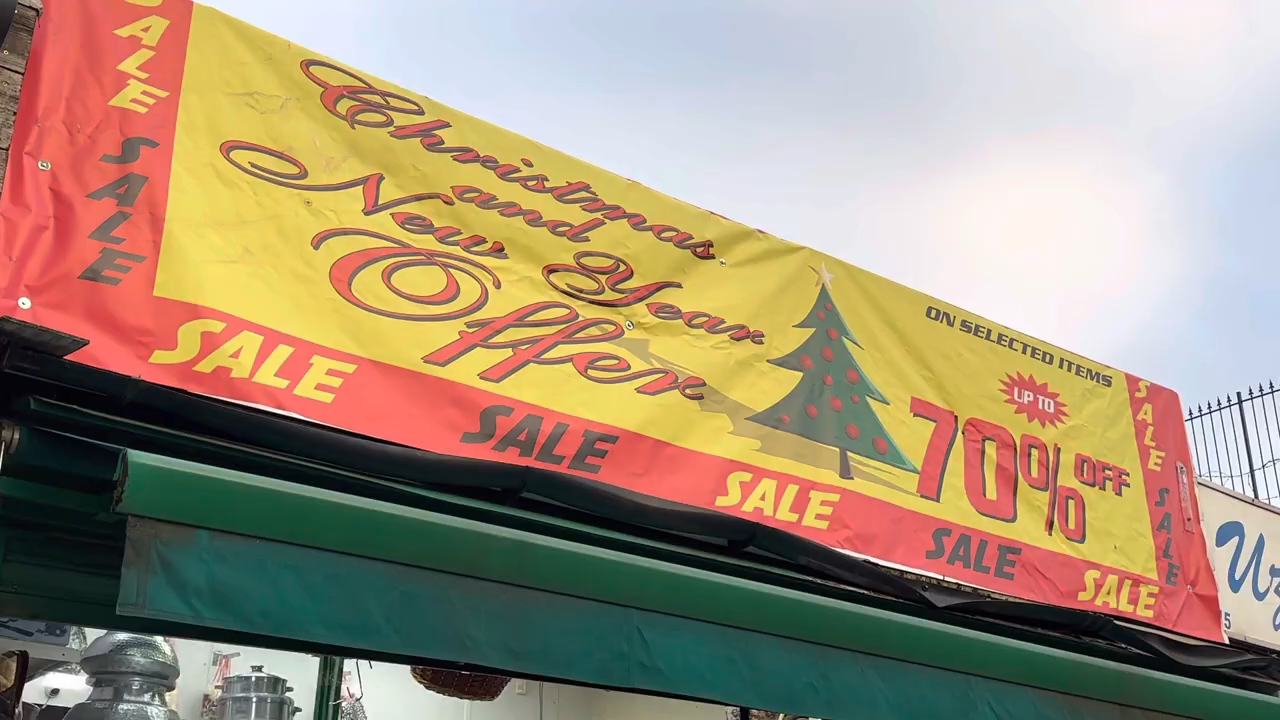 SALE
SALE
Christmas
and
New Year
Offer
ON SELECTED ITEMS
UP TO
70% OFF
SALE
SALE
SALE
SALE
SALE
SALE
SALE